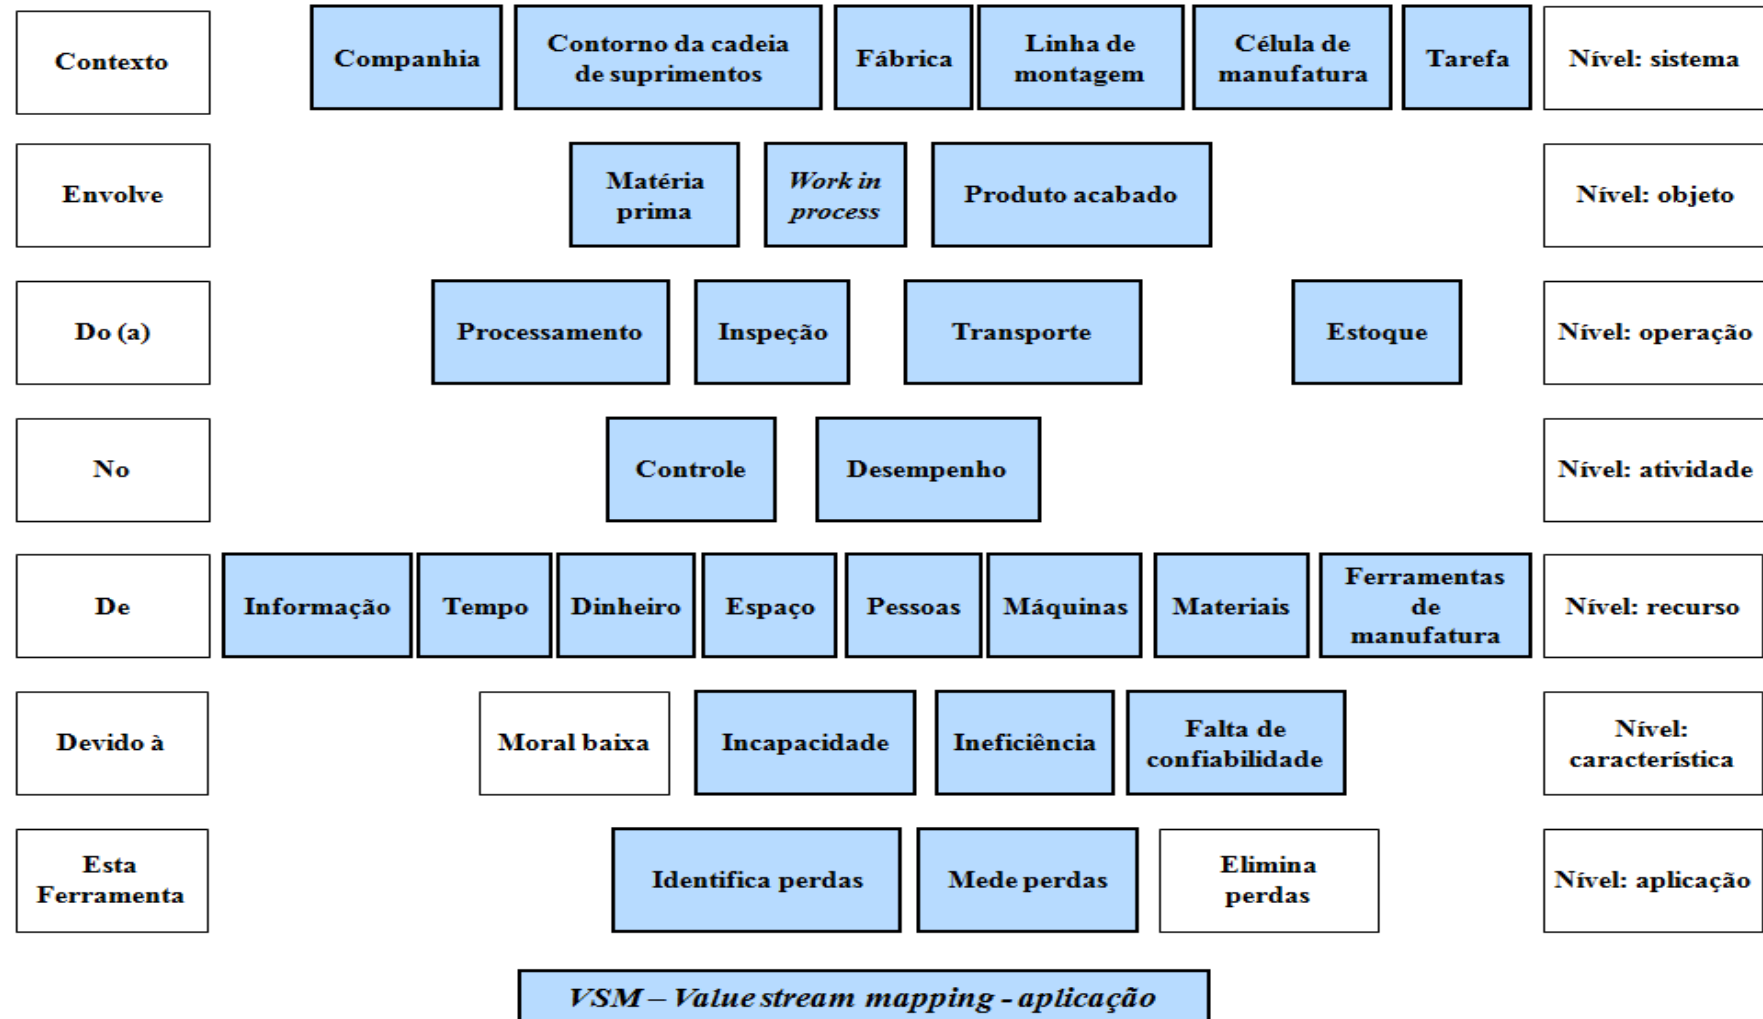 Contexto
Companhia
Contorno da cadeia
de suprimentos
Fábrica
Linha de
montagem
Célula de
manufatura
Tarefa
Nível: sistema
Envolve
Matéria
prima
Work in
process
Produto acabado
Nível: objeto
Do (a)
Processamento
Inspeção
Transporte
Estoque
Nível: operação
No
Controle
Desempenho
Nível: atividade
De
Informação
Tempo
Dinheiro
Espaço
Pessoas
Máquinas
Materiais
Ferramentas
de
manufatura
Nível: recurso
Devido à
Moral baixa
Incapacidade
Ineficiência
Falta de
confiabilidade
Nível:
característica
Esta
Ferramenta
Identifica perdas
Mede perdas
Elimina
perdas
Nível: aplicação
VSM – Value stream mapping - aplicação